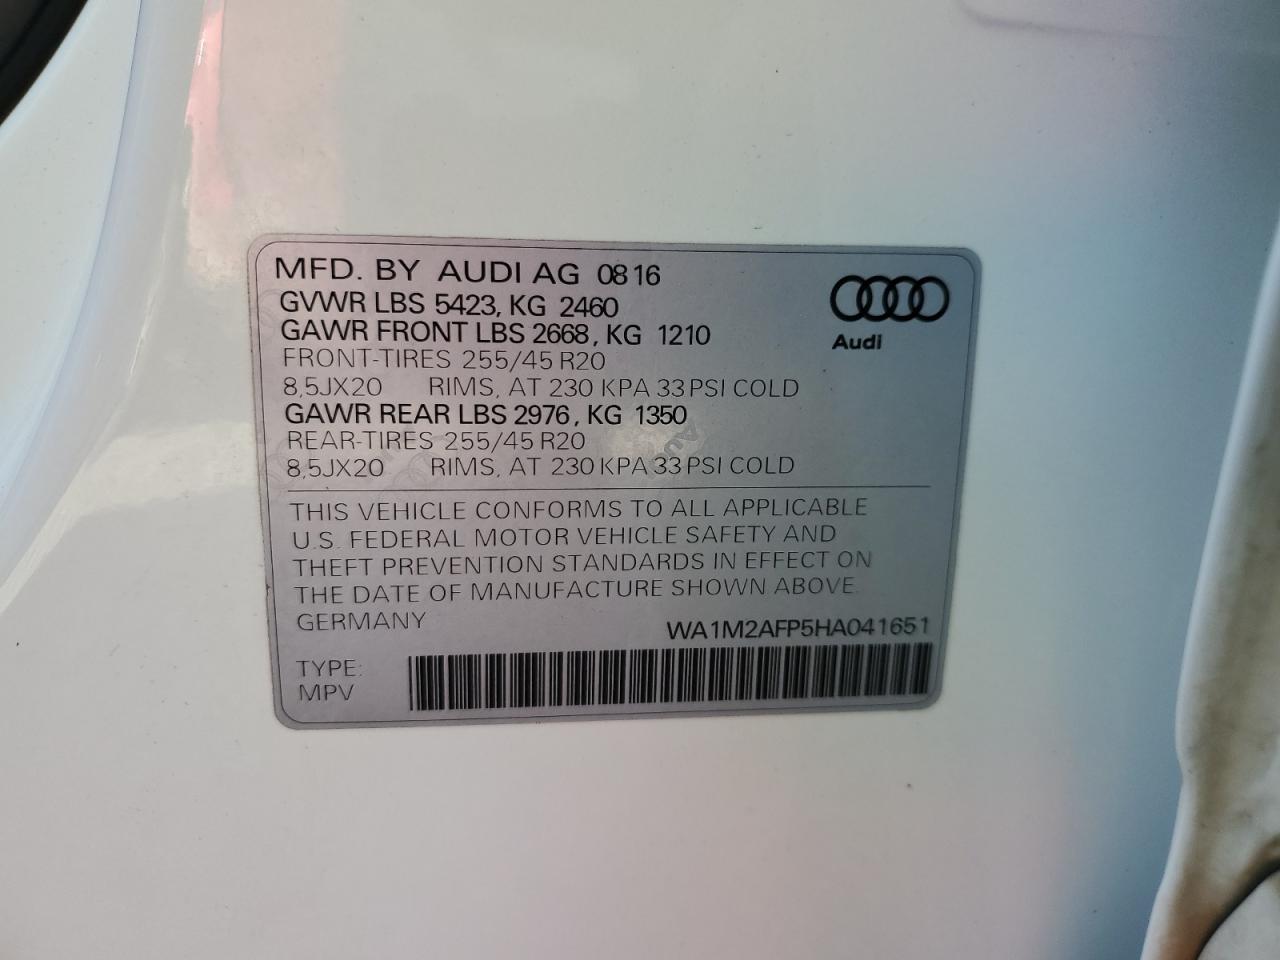 MFD. BY AUDI AG 0816
GVWR LBS 5423, KG 2460
GAWR FRONT LBS 2668, KG 1210
FRONT-TIRES 255/45 R20
8,5JX20 RIMS, AT 230 KPA 33 PSI COLD
GAWR REAR LBS 2976, KG 1350
REAR-TIRES 255/45 R20
8,5JX20 RIMS, AT 230 KPA 33 PSI COLD
Audi
THIS VEHICLE CONFORMS TO ALL APPLICABLE
U.S. FEDERAL MOTOR VEHICLE SAFETY AND
THEFT PREVENTION STANDARDS IN EFFECT ON
THE DATE OF MANUFACTURE SHOWN ABOVE.
GERMANY
WA1M2AFP5HA041651
TYPE:
MPV